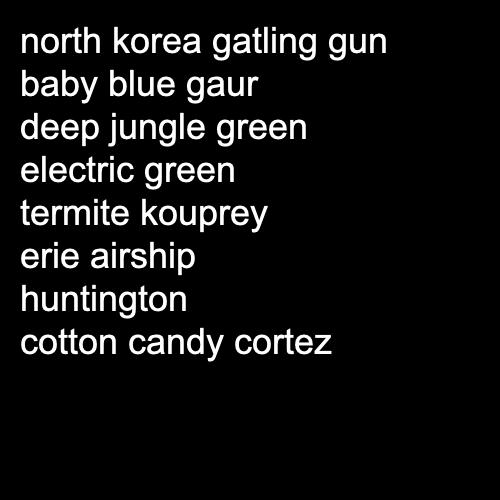 north korea gatling gun
baby blue gaur
deep jungle green
electric green
termite kouprey
erie airship
huntington
cotton candy cortez